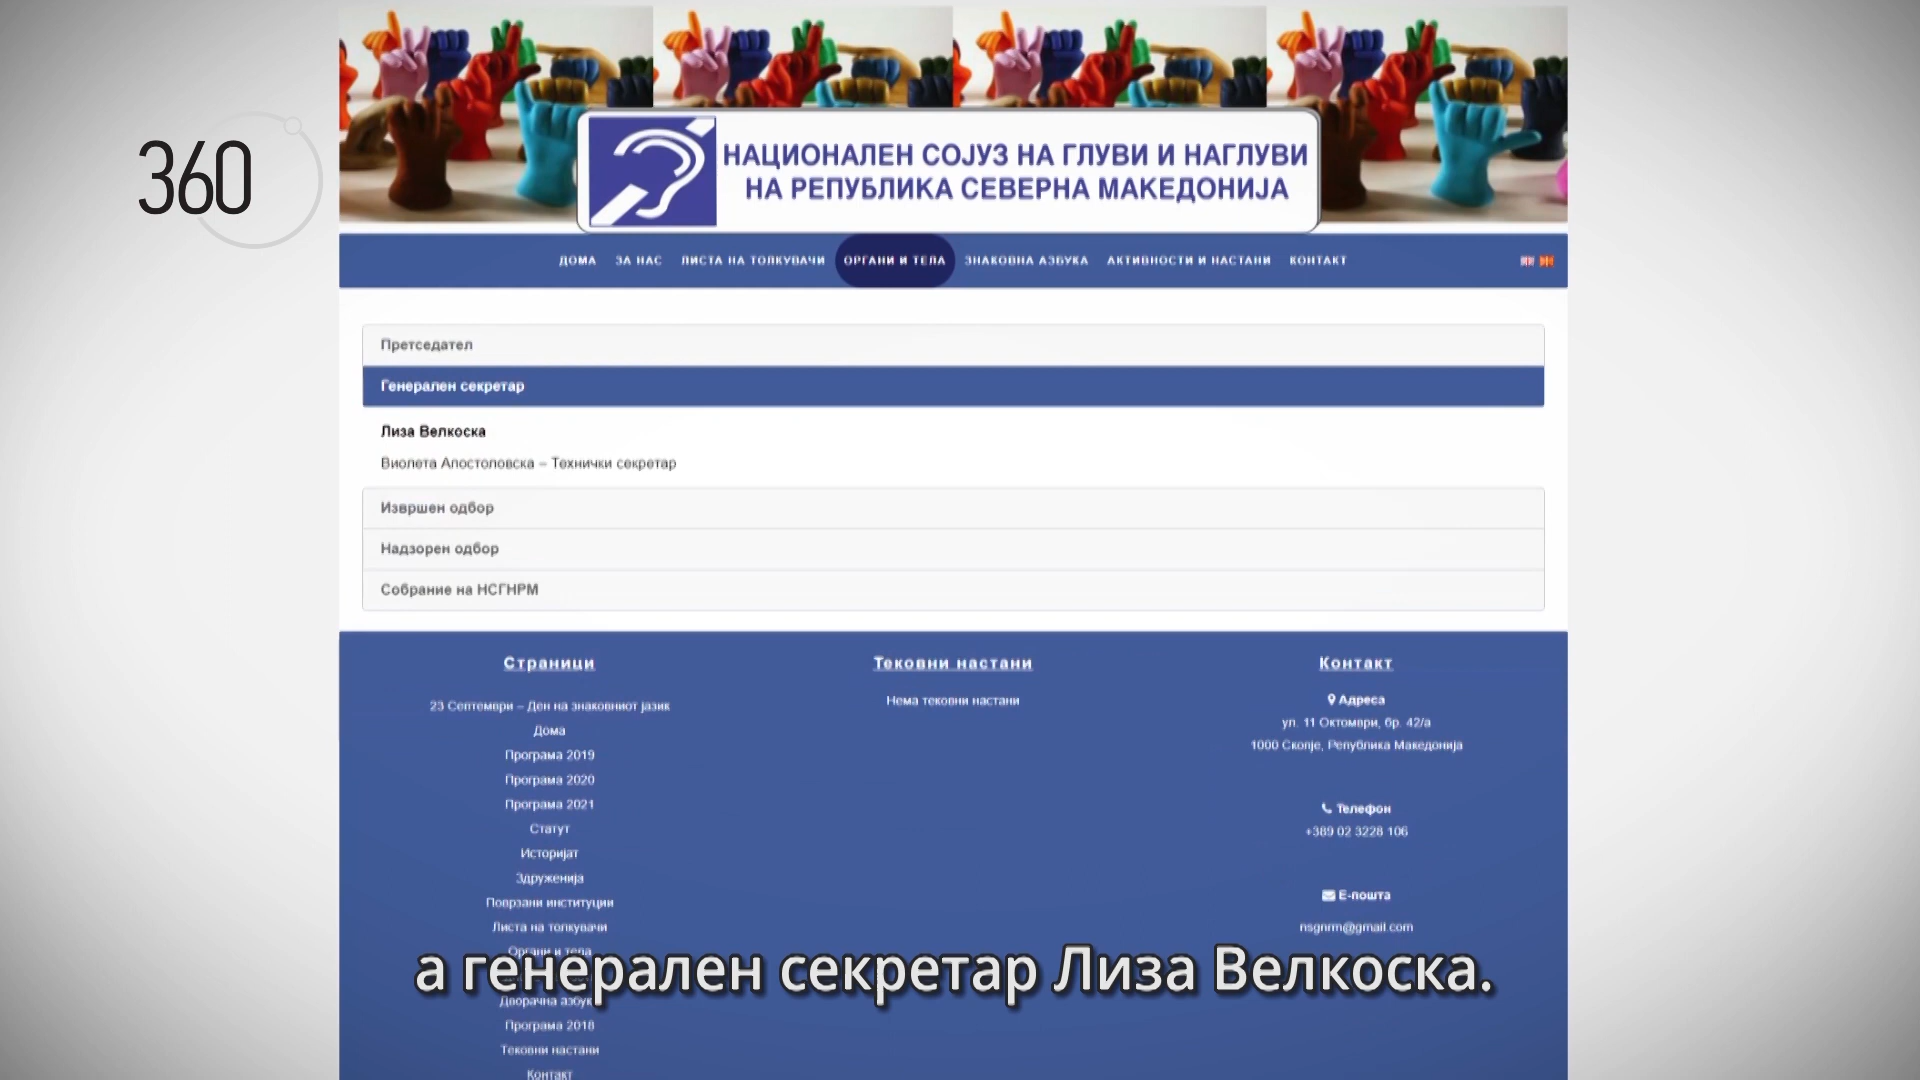 360
НАЦИОНАЛЕН СОЈУЗ НА ГЛУВИ И НАГЛУВИ
НА РЕПУБЛИКА СЕВЕРНА МАКЕДОНИЈА
ДОМА ЗА НАС ЛИСТА НА ТОЛКУВАЧИ ОРГАНИ И ТЕЛА ЗНАКОВНА АЗБУКА АКТИВНОСТИ И НАСТАНИ КОНТАКТ
Претседател
Генерален секретар
Лиза Велкоска
Виолета Апостоловска – Технички секретар
Извршен одбор
Надзорен одбор
Собрание на НСГНРМ
Страници
23 Септември – Ден на знаковниот јазик
Дома
Програма 2019
Програма 2020
Програма 2021
Статут
Историјат
Здруженија
Поврзани институции
Листа на толкувачи
Органи и тела
Дворачна азбук
Програма 2018
Тековни настани
Контакт
Тековни настани
Нема тековни настани
Контакт
Адреса
ул. 11 Октомври, бр. 42/а
1000 Скопје, Република Македонија
Телефон
+389 02 3228 106
Е-пошта
nsgnrm@gmail.com
а генерален секретар Лиза Велкоска.